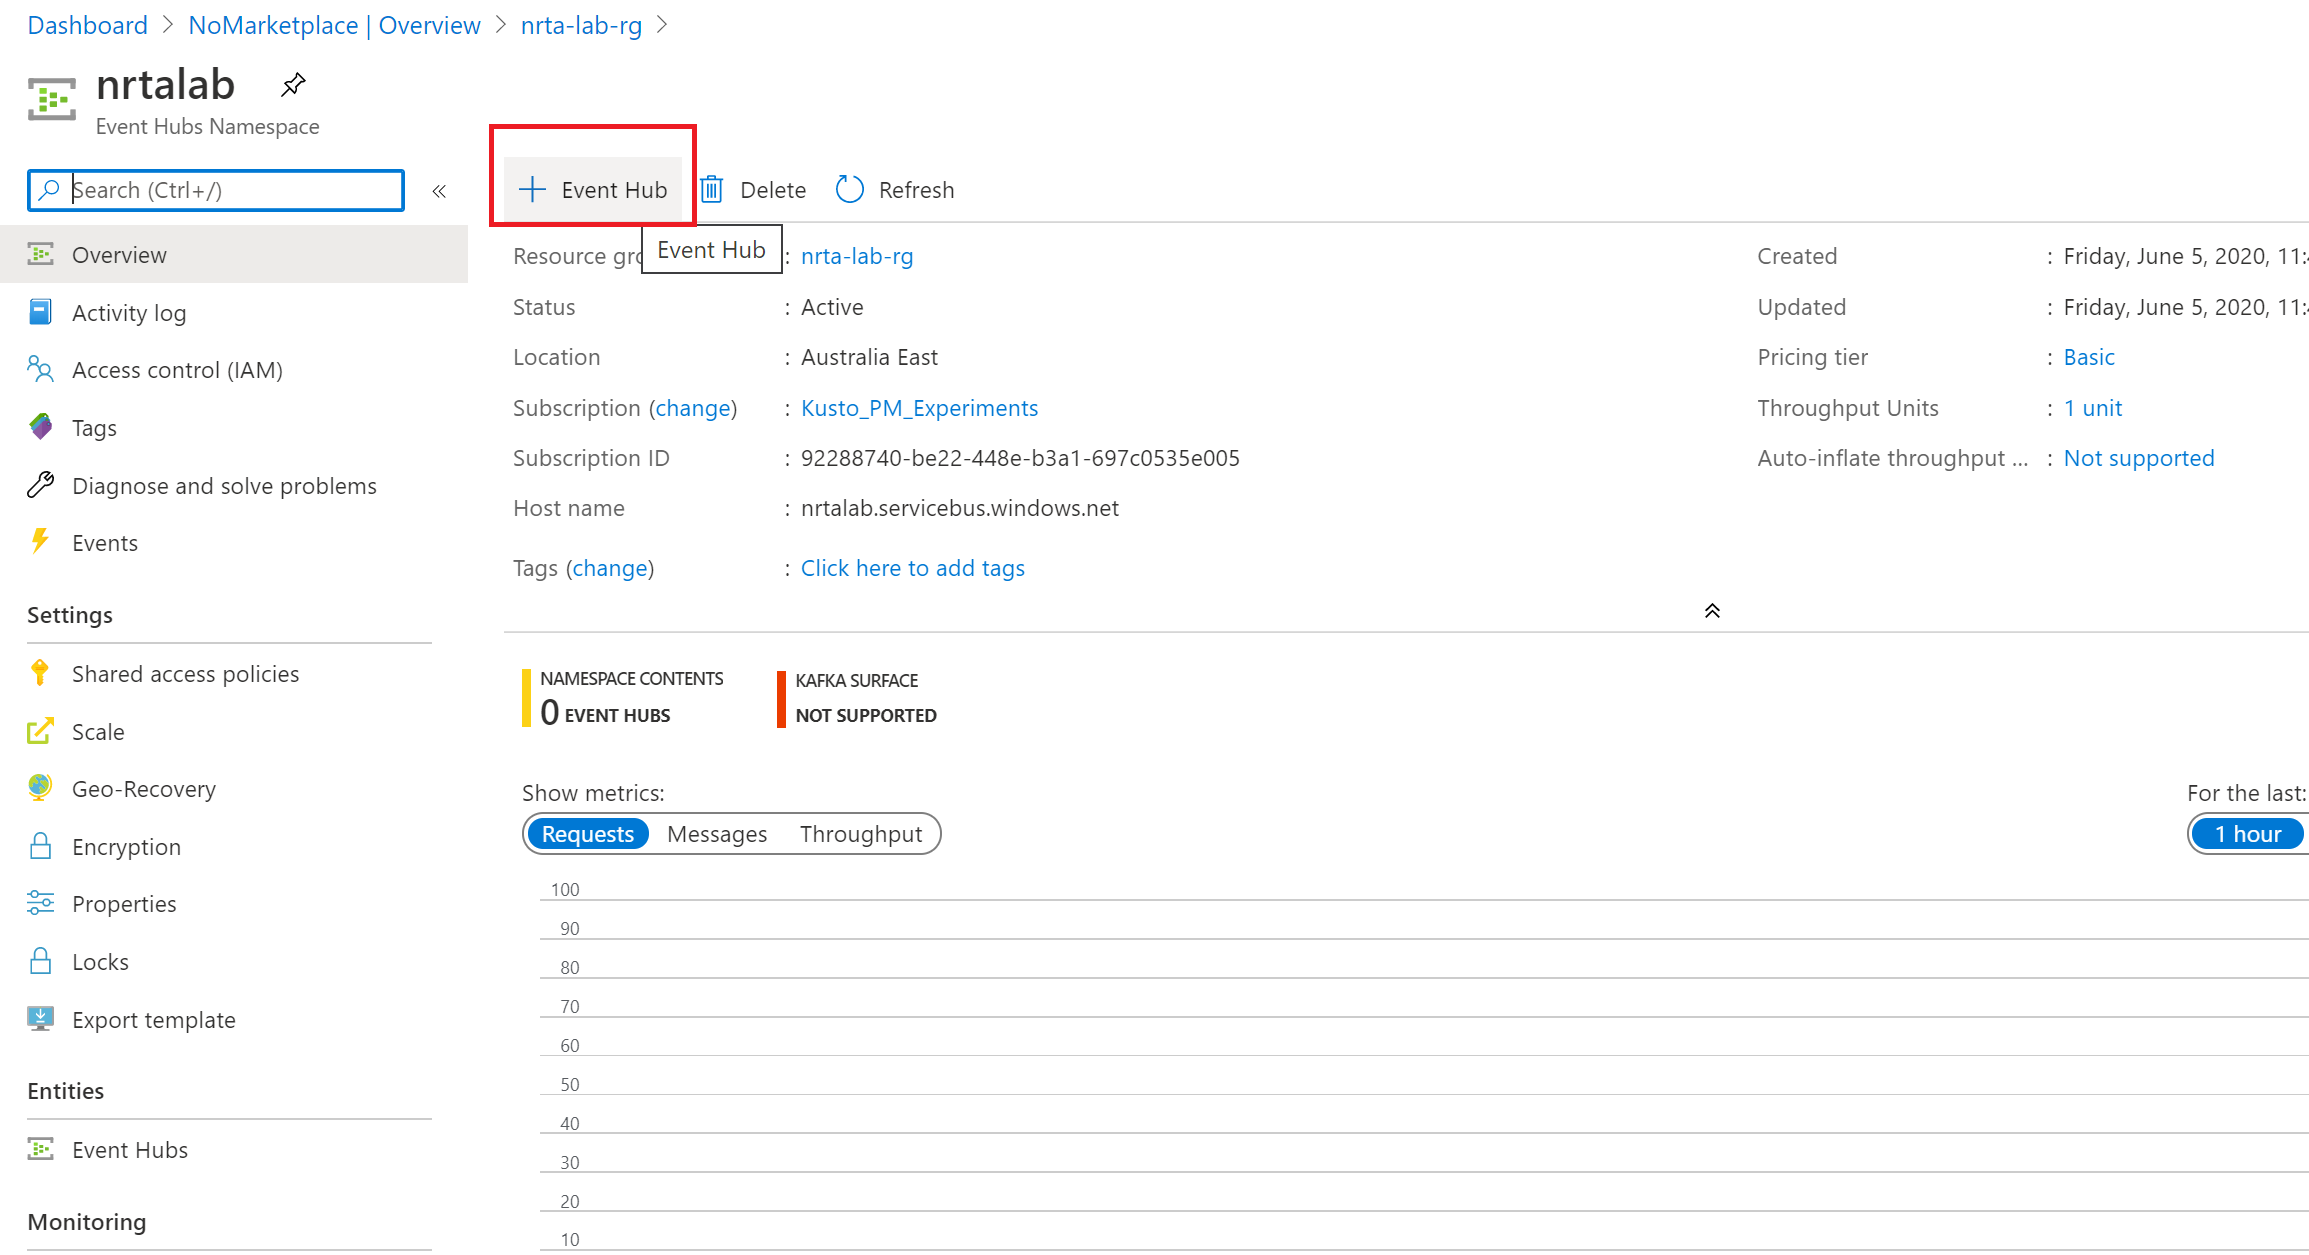 Dashboard > NoMarketplace | Overview > nrta-lab-rg >
nrtalab
Event Hubs Namespace
Search (Ctrl+/)
«
Event Hub
Delete
Refresh
Event Hub
Overview
Activity log
Access control (IAM)
Tags
Diagnose and solve problems
Events
Settings
Shared access policies
Scale
Geo-Recovery
Encryption
Properties
Locks
Export template
Entities
Event Hubs
Monitoring
Resource gro : nrta-lab-rg
Status : Active
Location : Australia East
Subscription (change) : Kusto_PM_Experiments
Subscription ID : 92288740-be22-448e-b3a1-697c0535e005
Host name : nrtalab.servicebus.windows.net
Tags (change) : Click here to add tags
Created : Friday, June 5, 2020, 11:
Updated : Friday, June 5, 2020, 11:
Pricing tier : Basic
Throughput Units : 1 unit
Auto-inflate throughput ... : Not supported
NAMESPACE CONTENTS
0 EVENT HUBS
KAFKA SURFACE
NOT SUPPORTED
Show metrics:
Requests Messages Throughput
For the last:
1 hour
100
90
80
70
60
50
40
30
20
10